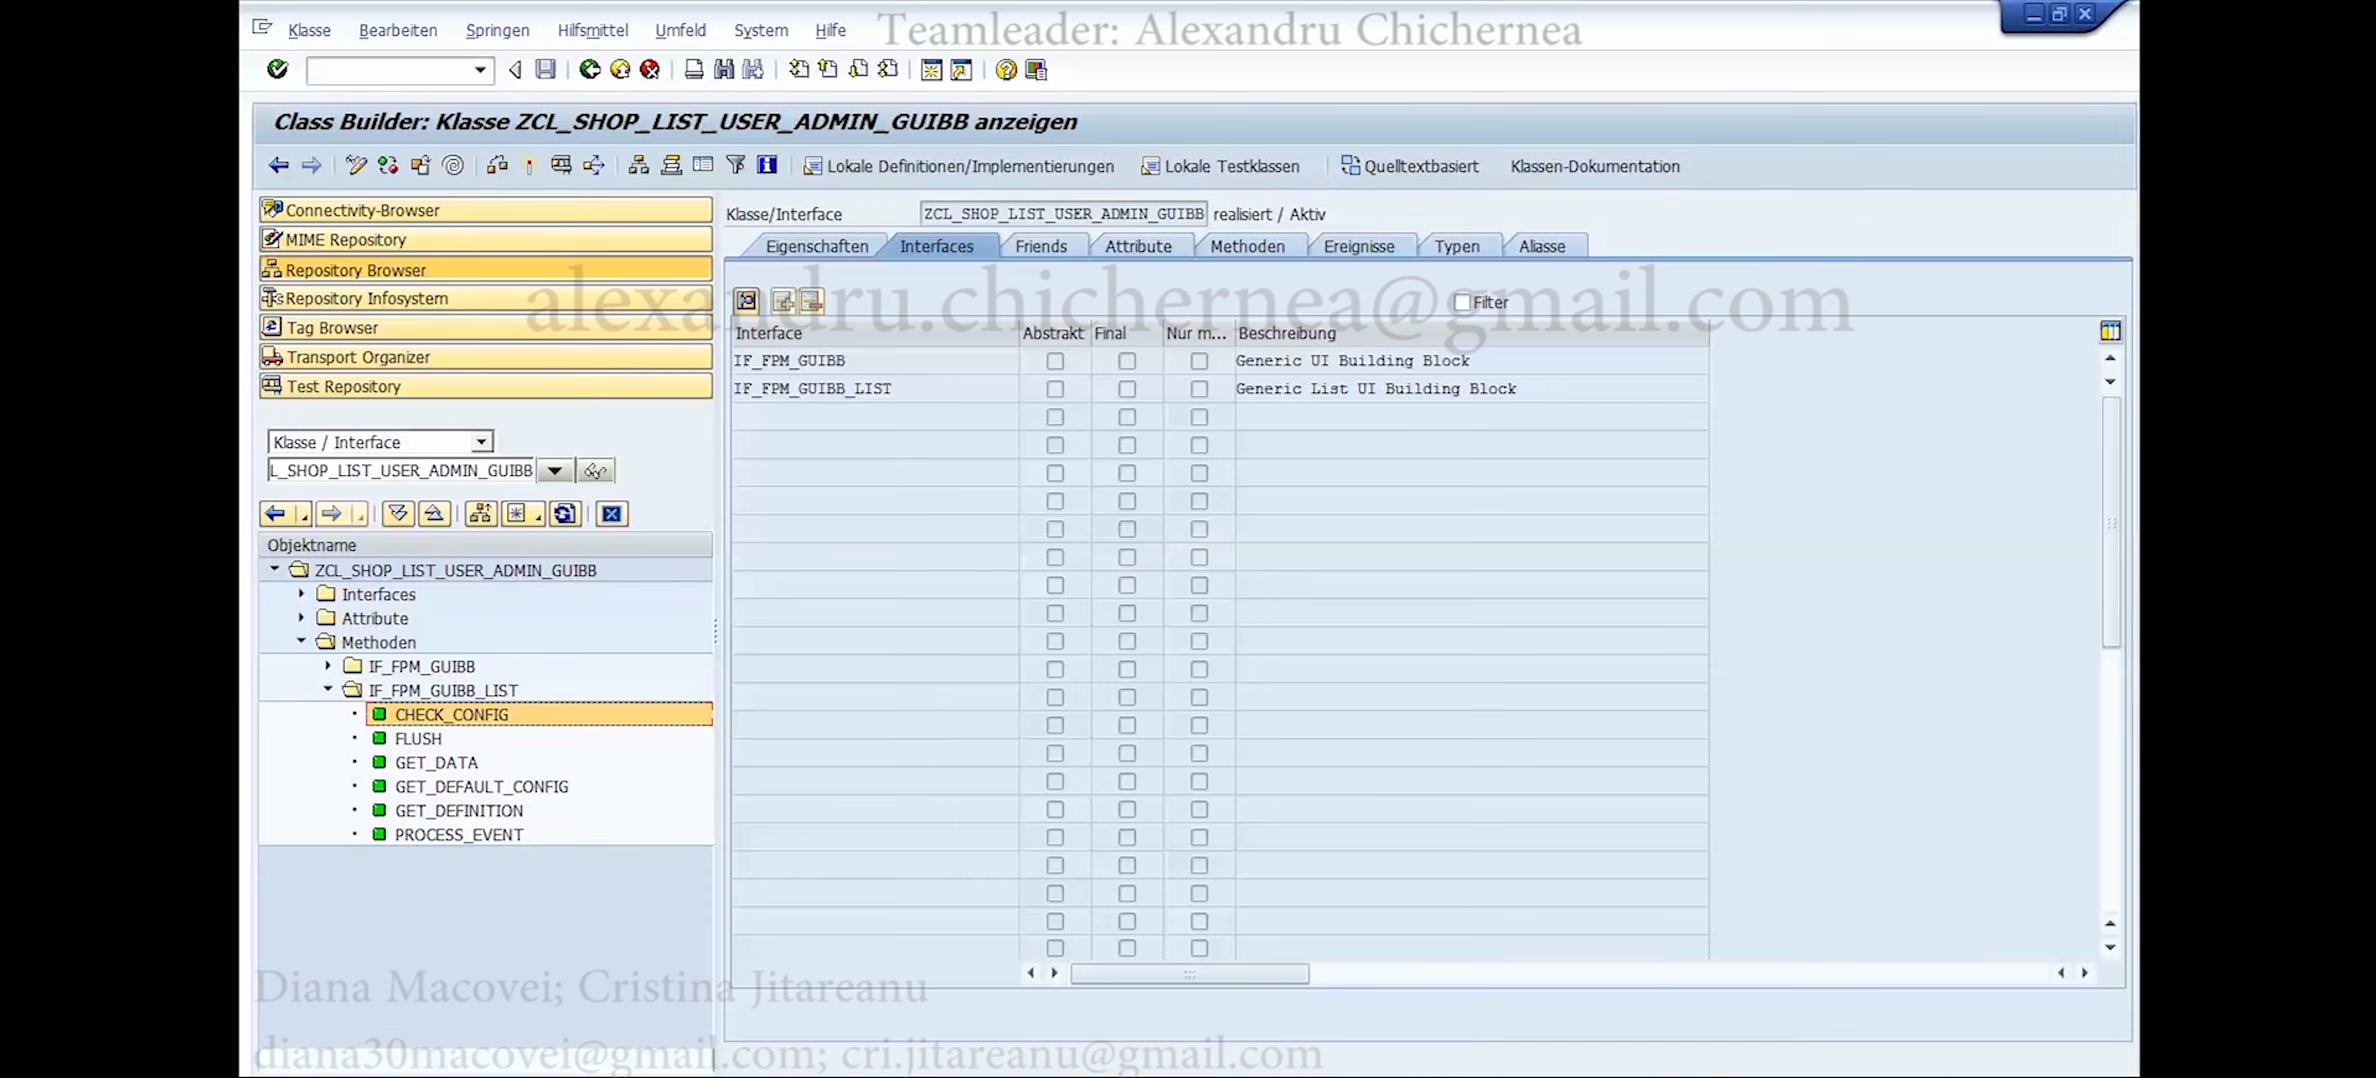 Klasse Bearbeiten Springen Hilfsmittel Umfeld System Hilfe
Teamleader: Alexandru Chichernea
Class Builder: Klasse ZCL_SHOP_LIST_USER_ADMIN_GUIBB anzeigen
Lokale Definitionen/Implementierungen Lokale Testklassen Quelltextbasiert Klassen-Dokumentation
Connectivity-Browser
MIME Repository
Repository Browser
Repository Infosystem
Tag Browser
Transport Organizer
Test Repository
Klasse / Interface
L_SHOP_LIST_USER_ADMIN_GUIBB
Objektname
ZCL_SHOP_LIST_USER_ADMIN_GUIBB
Interfaces
Attribute
Methoden
IF_FPM_GUIBB
IF_FPM_GUIBB_LIST
CHECK_CONFIG
FLUSH
GET_DATA
GET_DEFAULT_CONFIG
GET_DEFINITION
PROCESS_EVENT
Klasse/Interface ZCL_SHOP_LIST_USER_ADMIN_GUIBB realisiert / Aktiv
Eigenschaften Interfaces Friends Attribute Methoden Ereignisse Typen Aliasse
alexandru.chichernea@gmail.com
Filter
Interface Abstrakt Final Nur m... Beschreibung
IF_FPM_GUIBB Generic UI Building Block
IF_FPM_GUIBB_LIST Generic List UI Building Block
Diana Macovei; Cristina Jitareanu
diana30macovei@gmail.com; cri.jitareanu@gmail.com